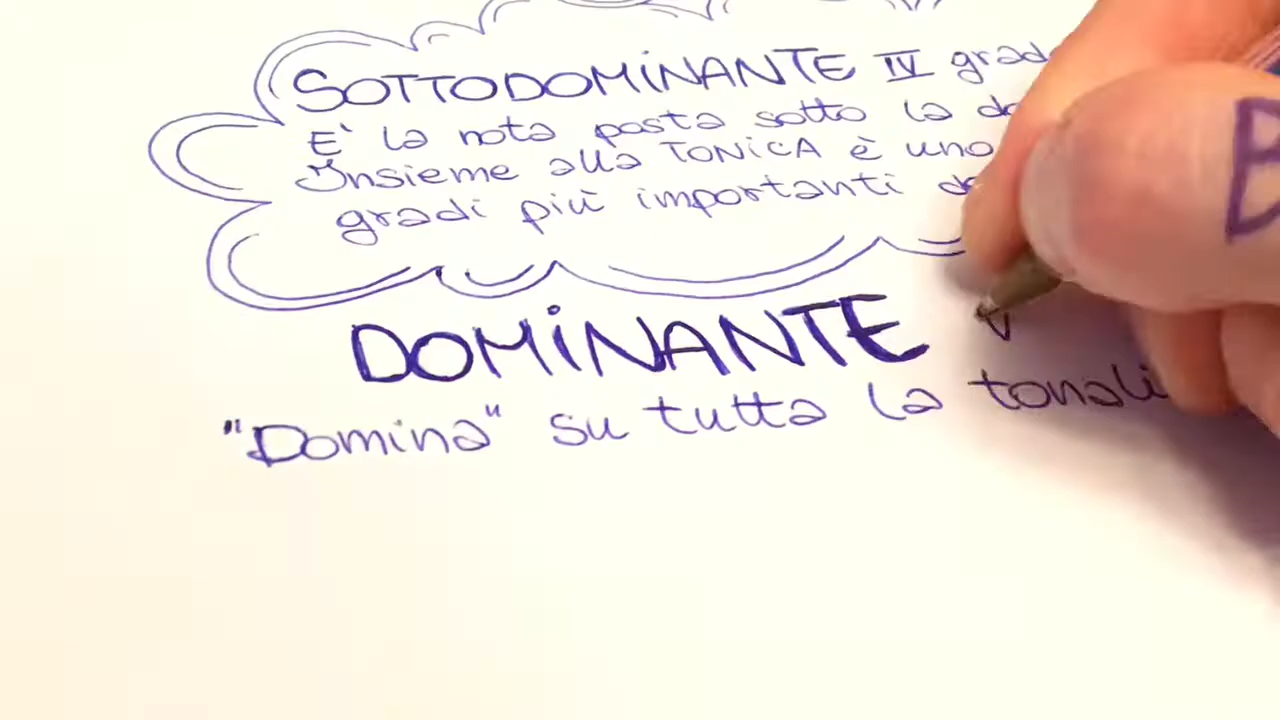 SOTTODOMINANTE IV grad
E' la nota posta sotto la do
Insieme alla TONICA è uno
gradi più importanti de
DOMINANTE V
"Domina" su tutta la tonali
B